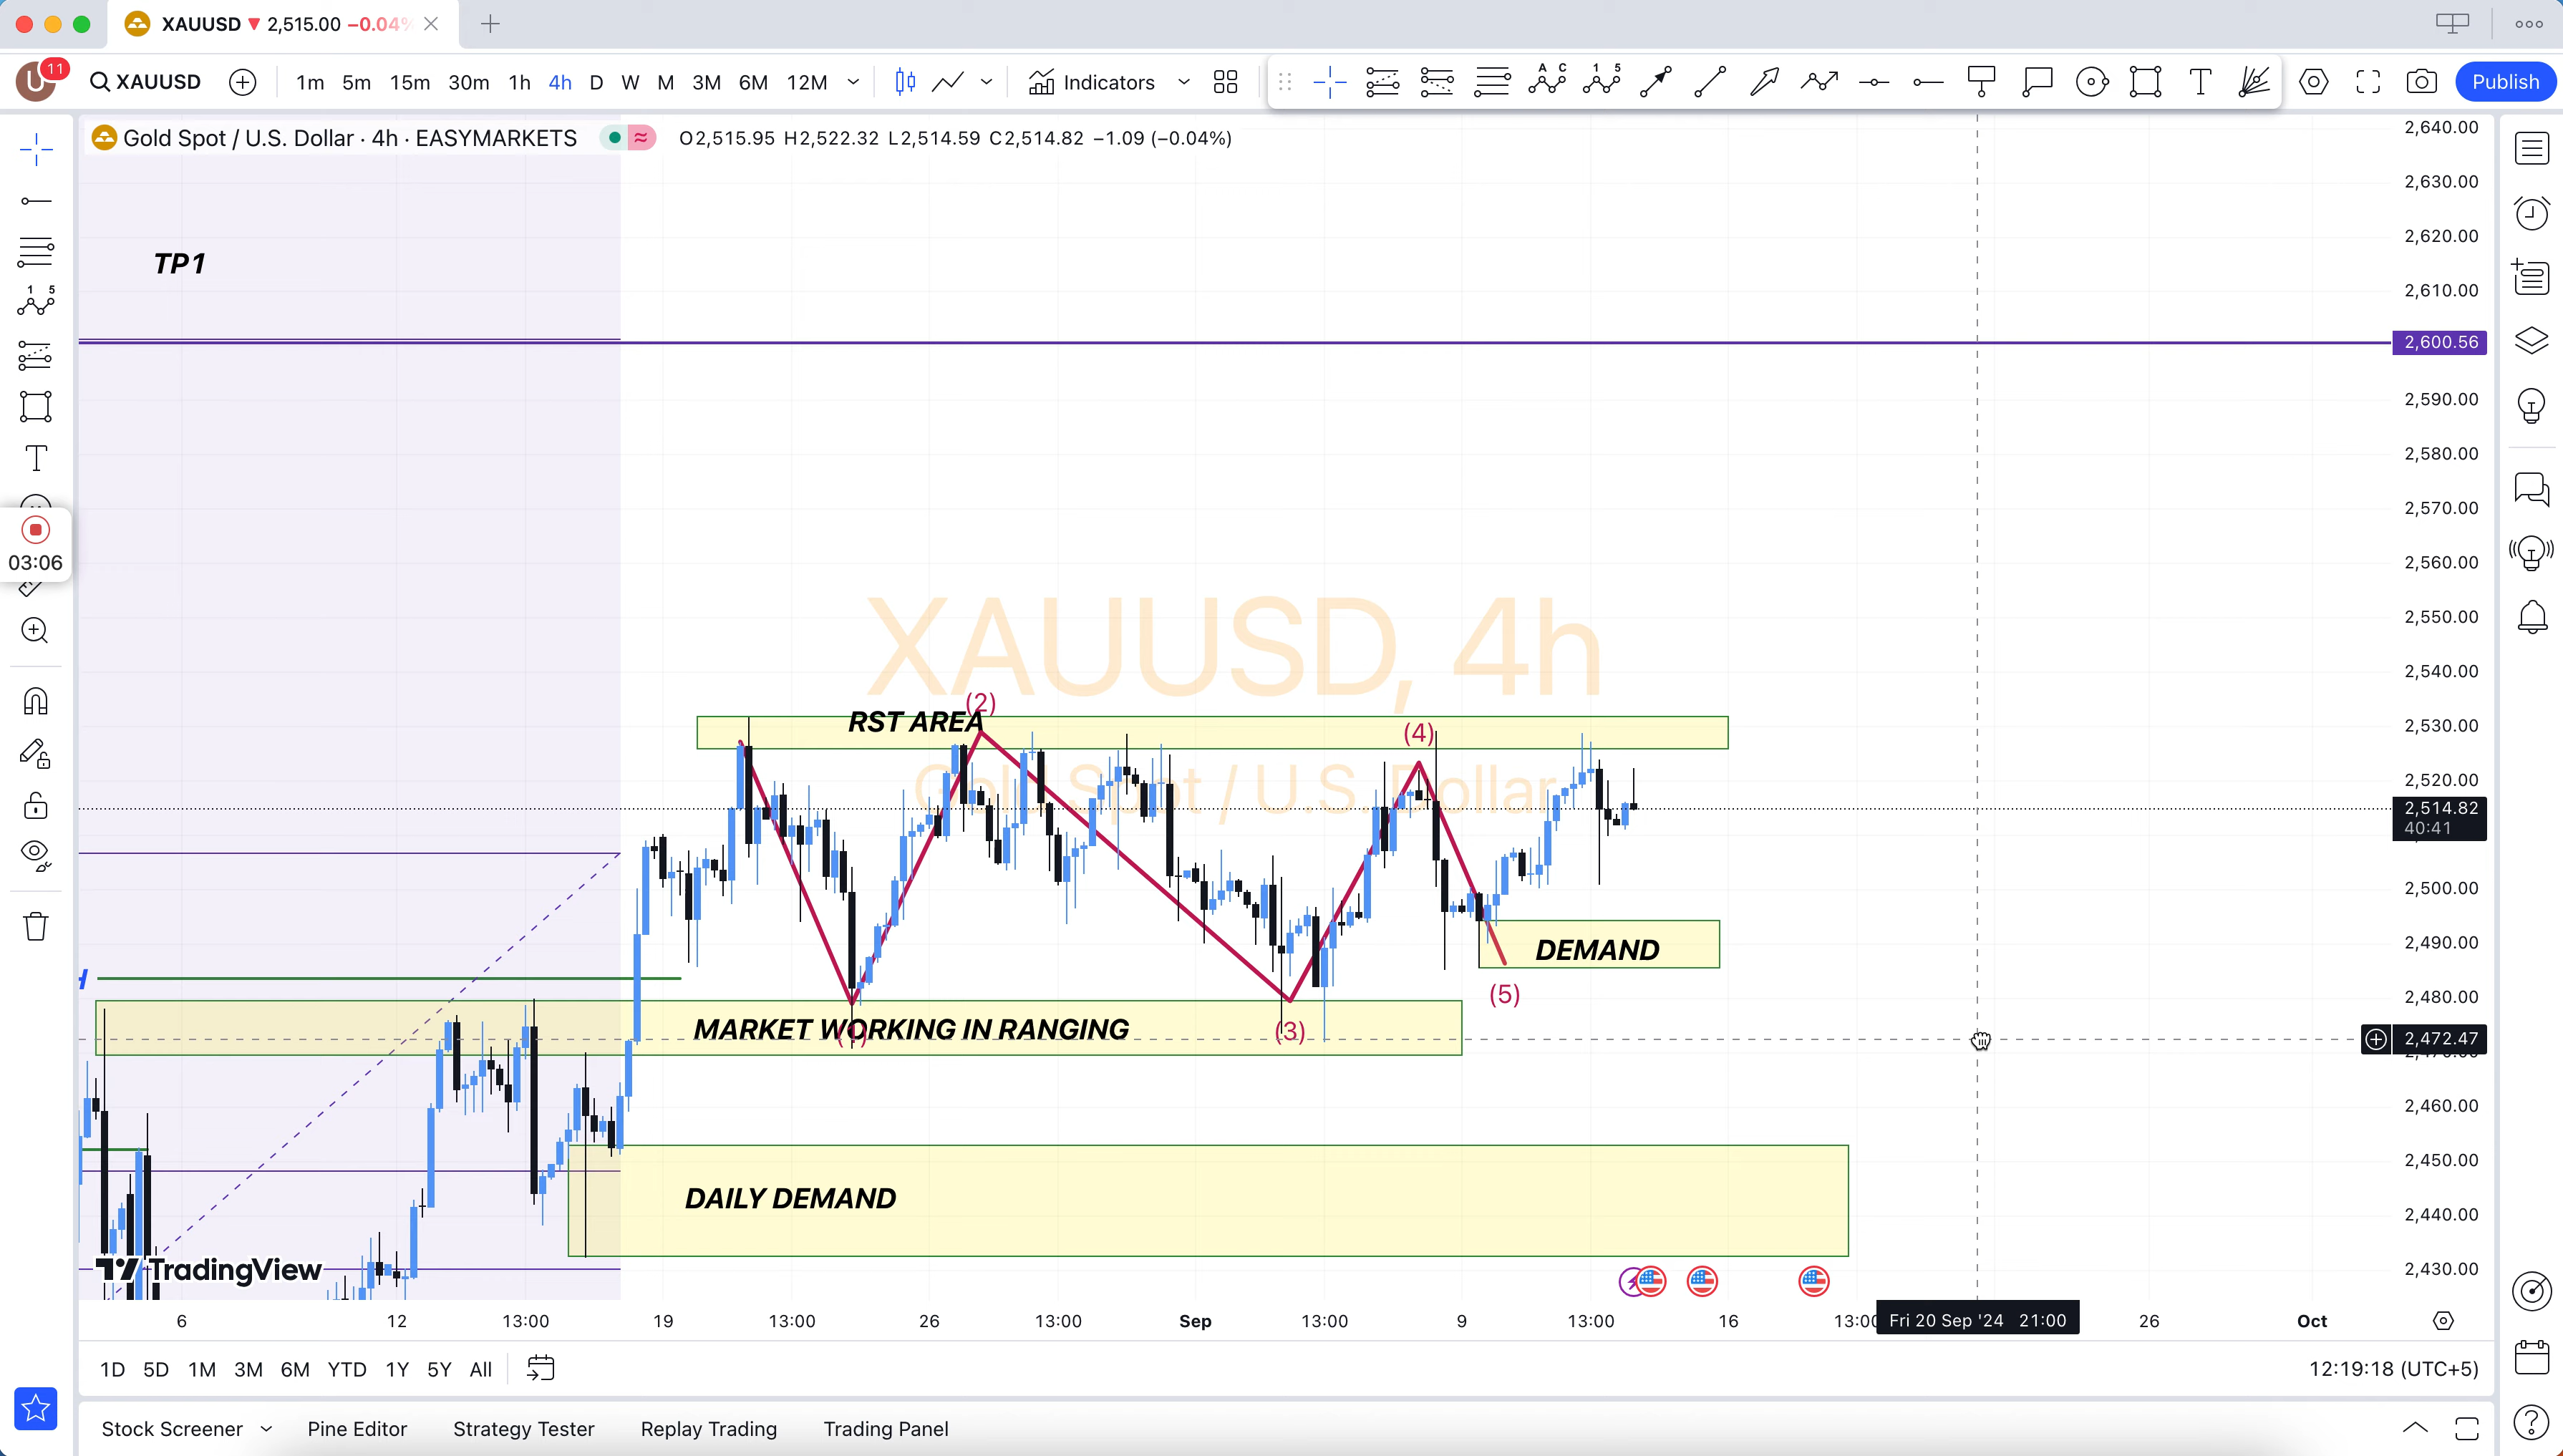 XAUUSD ▼ 2,515.00 −0.04%
U 11 XAUUSD 1m 5m 15m 30m 1h 4h D W M 3M 6M 12M Indicators A C 1 5 T Publish
Gold Spot / U.S. Dollar · 4h · EASYMARKETS O2,515.95 H2,522.32 L2,514.59 C2,514.82 −1.09 (−0.04%)
2,640.00
2,630.00
2,620.00
TP1
2,610.00
1 5
2,600.56
2,590.00
T
2,580.00
2,570.00
03:06
2,560.00
2,550.00
XAUUSD, 4h
2,540.00
(2)
RST AREA
2,530.00
(4)
Gold Spot / U.S. Dollar
2,520.00
2,514.82
40:41
2,500.00
DEMAND
2,490.00
(5)
2,480.00
MARKET WORKING IN RANGING
(1)
(3)
2,472.47
2,460.00
2,450.00
DAILY DEMAND
2,440.00
TradingView
2,430.00
6 12 13:00 19 13:00 26 13:00 Sep 13:00 9 13:00 16 Fri 20 Sep '24 21:00 26 Oct
1D 5D 1M 3M 6M YTD 1Y 5Y All 12:19:18 (UTC+5)
Stock Screener Pine Editor Strategy Tester Replay Trading Trading Panel